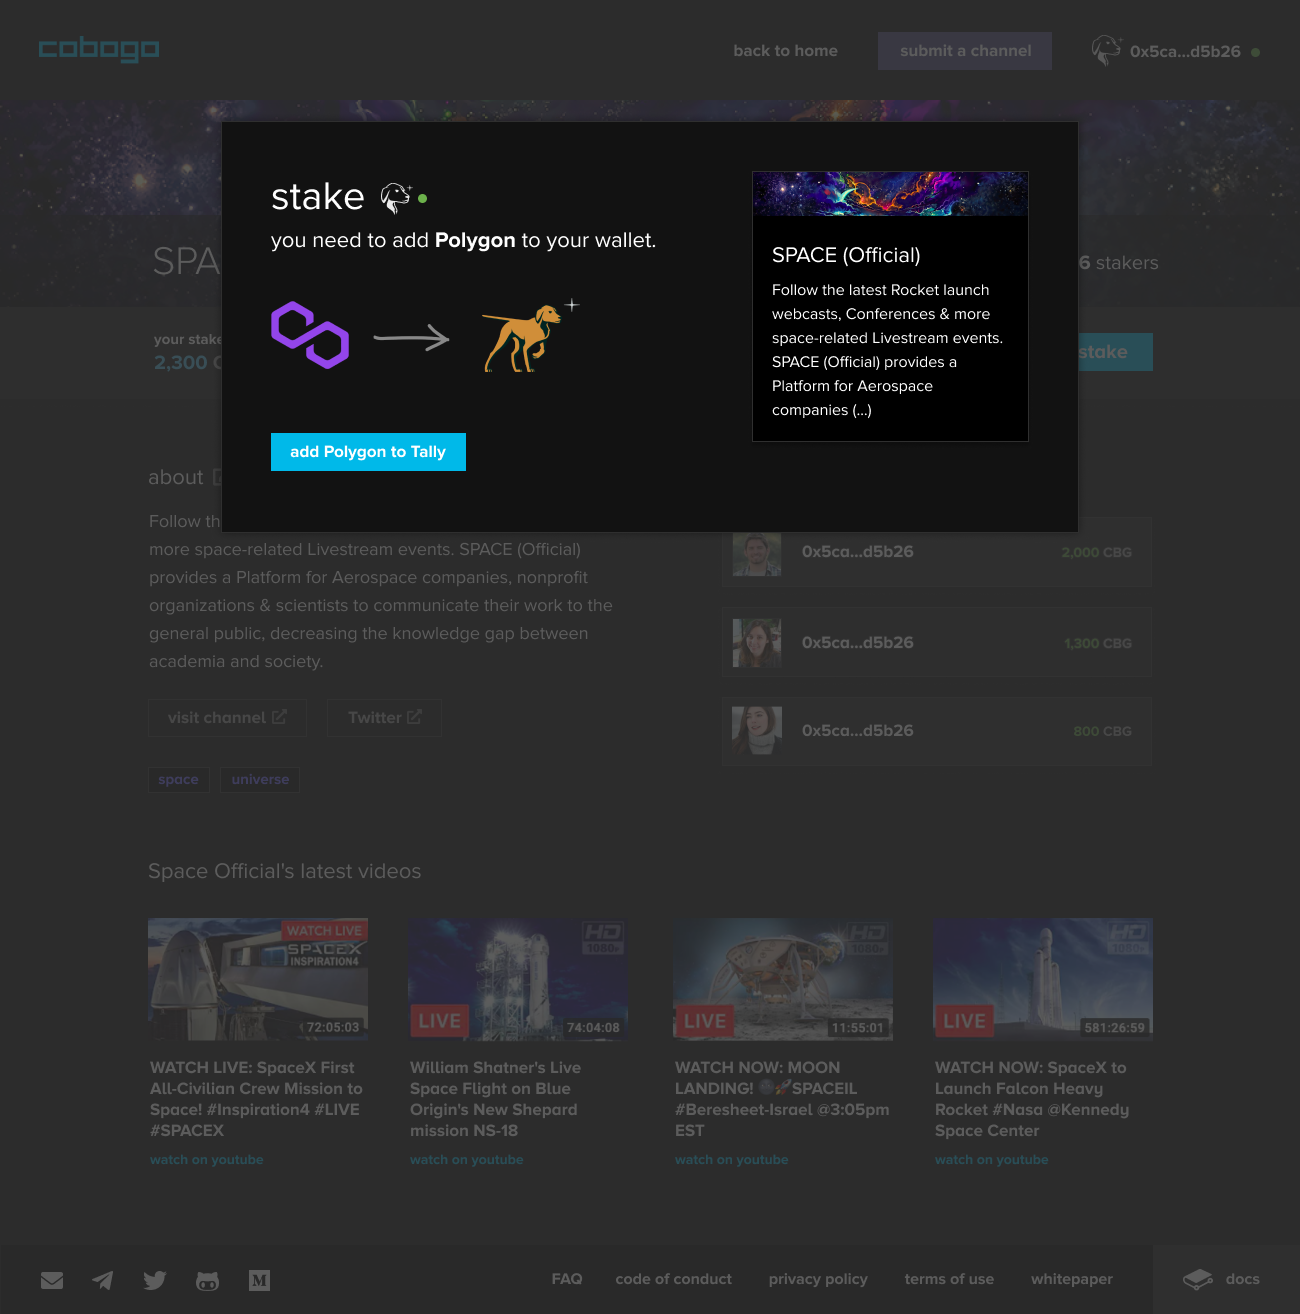 cobogo
back to home
submit a channel
0x5ca...d5b26
stake
you need to add Polygon to your wallet.
add Polygon to Tally
SPACE (Official)
Follow the latest Rocket launch
webcasts, Conferences & more
space-related Livestream events.
SPACE (Official) provides a
Platform for Aerospace
companies (...)
SPA
6 stakers
your stake
2,300 C
stake
about
Follow th
more space-related Livestream events. SPACE (Official)
provides a Platform for Aerospace companies, nonprofit
organizations & scientists to communicate their work to the
general public, decreasing the knowledge gap between
academia and society.
visit channel
Twitter
space
universe
0x5ca...d5b26
2,000 CBG
0x5ca...d5b26
1,300 CBG
0x5ca...d5b26
800 CBG
Space Official's latest videos
WATCH LIVE
SPACEX
INSPIRATION4
72:05:03
WATCH LIVE: SpaceX First
All-Civilian Crew Mission to
Space! #Inspiration4 #LIVE
#SPACEX
watch on youtube
HD
1080p
LIVE
74:04:08
William Shatner's Live
Space Flight on Blue
Origin's New Shepard
mission NS-18
watch on youtube
HD
1080p
LIVE
11:55:01
WATCH NOW: MOON
LANDING! 🌑🚀SPACEIL
#Beresheet-Israel @3:05pm
EST
watch on youtube
HD
1080p
LIVE
581:26:59
WATCH NOW: SpaceX to
Launch Falcon Heavy
Rocket #Nasa @Kennedy
Space Center
watch on youtube
M
FAQ
code of conduct
privacy policy
terms of use
whitepaper
docs